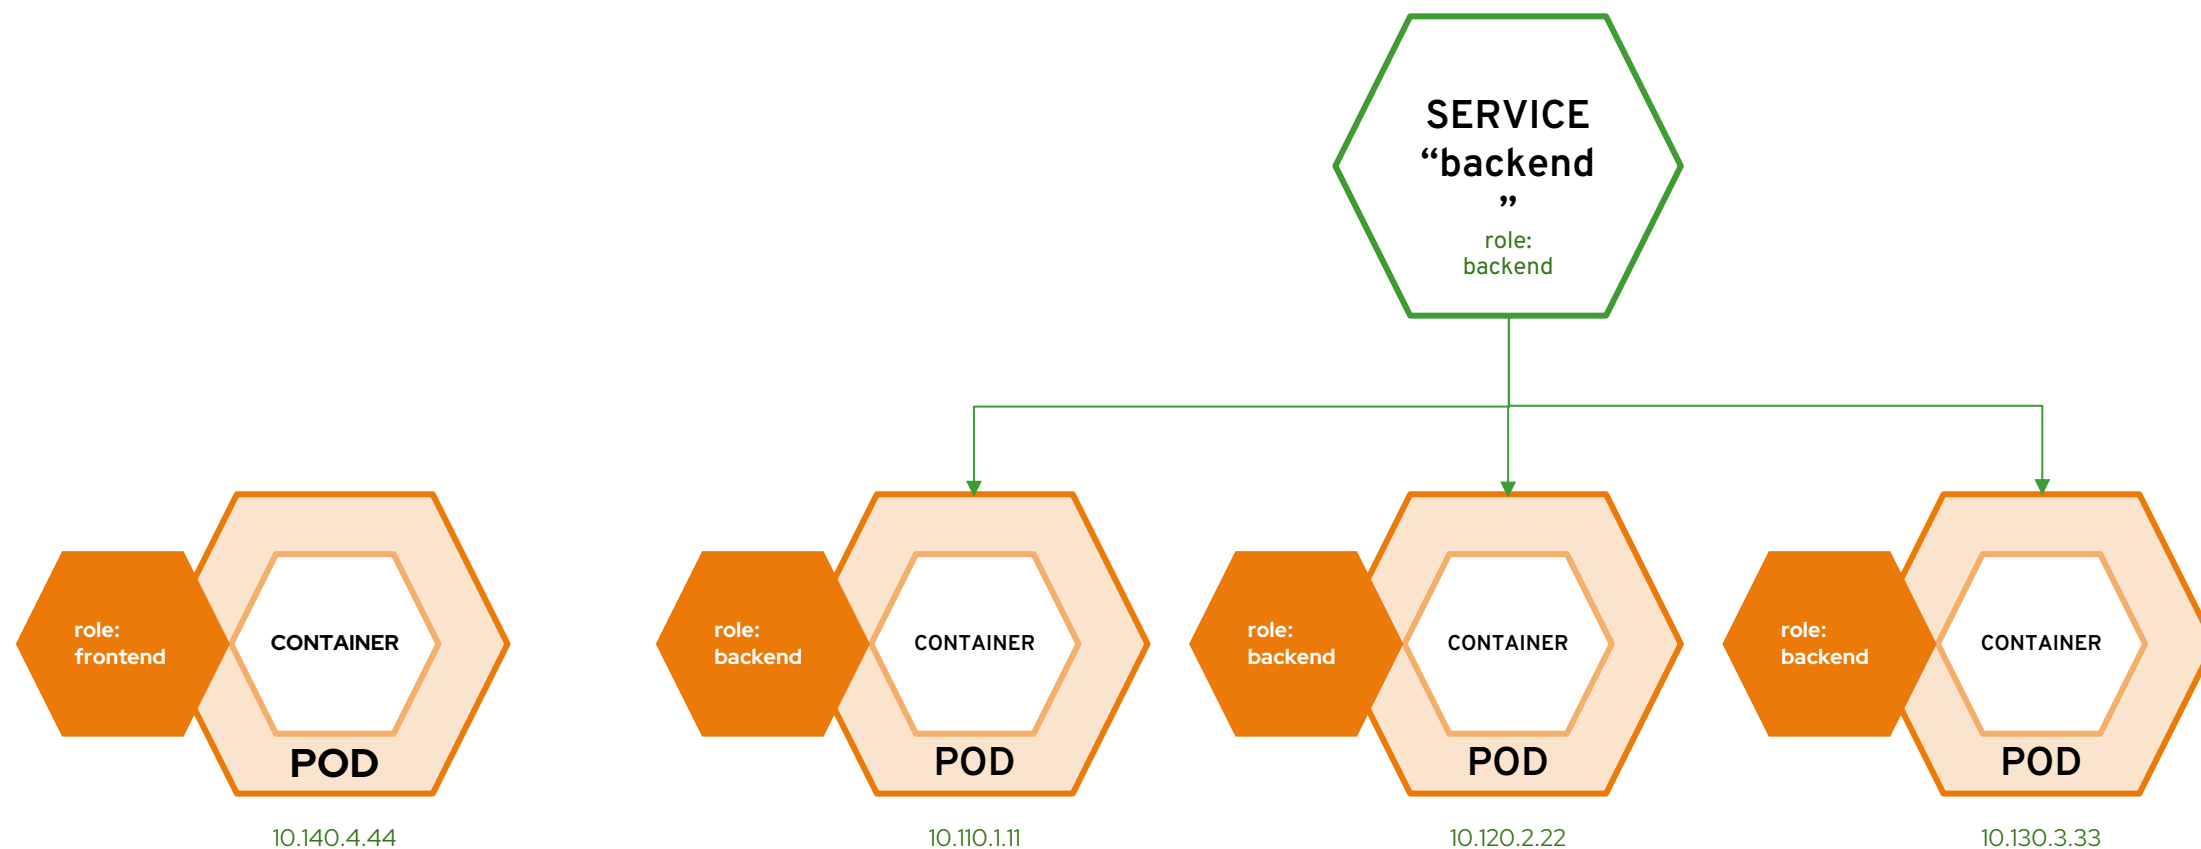 SERVICE
“backend
”
role:
backend
role:
frontend
CONTAINER
POD
10.140.4.44
role:
backend
CONTAINER
POD
10.110.1.11
role:
backend
CONTAINER
POD
10.120.2.22
role:
backend
CONTAINER
POD
10.130.3.33